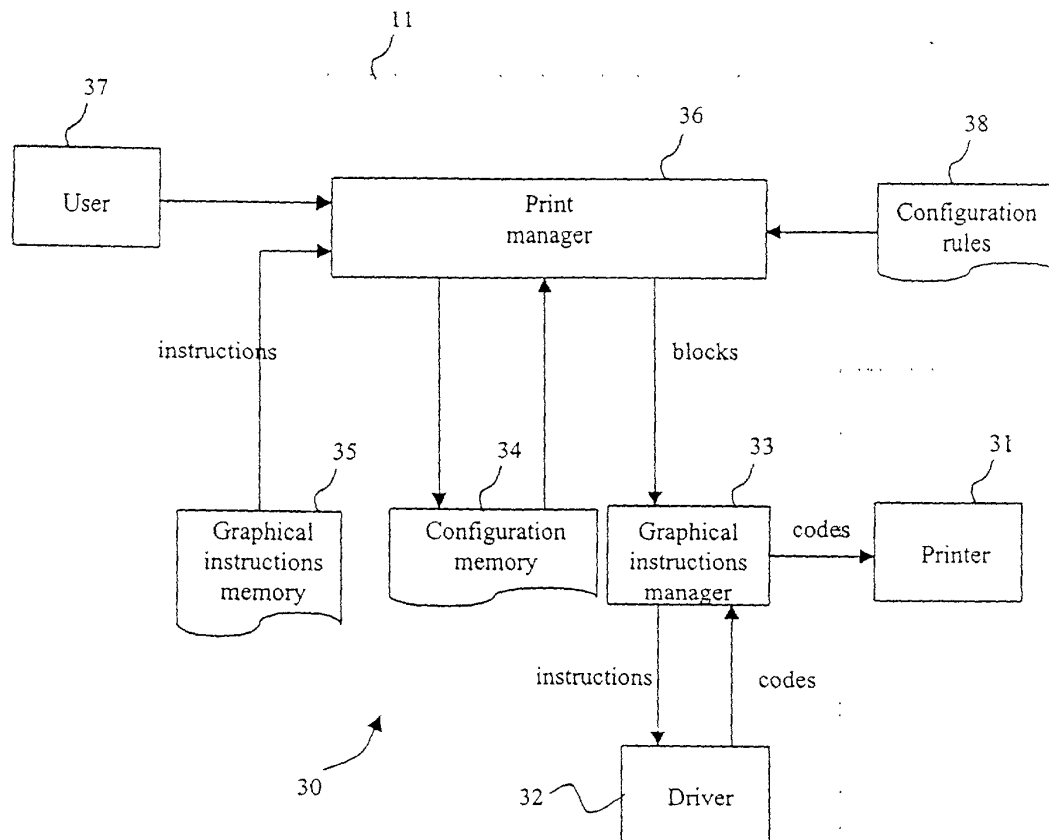 11
37
36
38
User
Print
manager
Configuration
rules
instructions
blocks
35
34
33
31
Graphical
instructions
memory
Configuration
memory
Graphical
instructions
manager
codes
Printer
instructions
codes
30
32
Driver